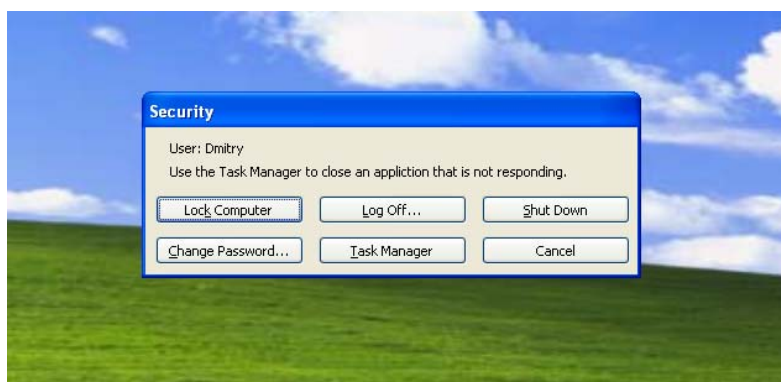 Security
User: Dmitry
Use the Task Manager to close an appliction that is not responding.
Lock Computer Log Off... Shut Down
Change Password... Task Manager Cancel